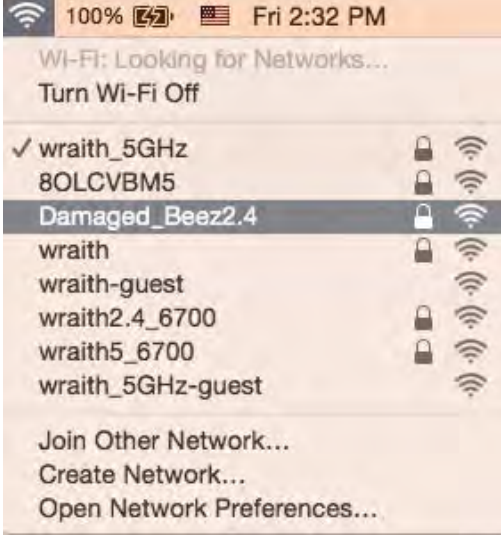 100% Fri 2:32 PM
Wi-Fi: Looking for Networks...
Turn Wi-Fi Off
wraith_5GHz
8OLCVBM5
Damaged_Beez2.4
wraith
wraith-guest
wraith2.4_6700
wraith5_6700
wraith_5GHz-guest
Join Other Network...
Create Network...
Open Network Preferences...